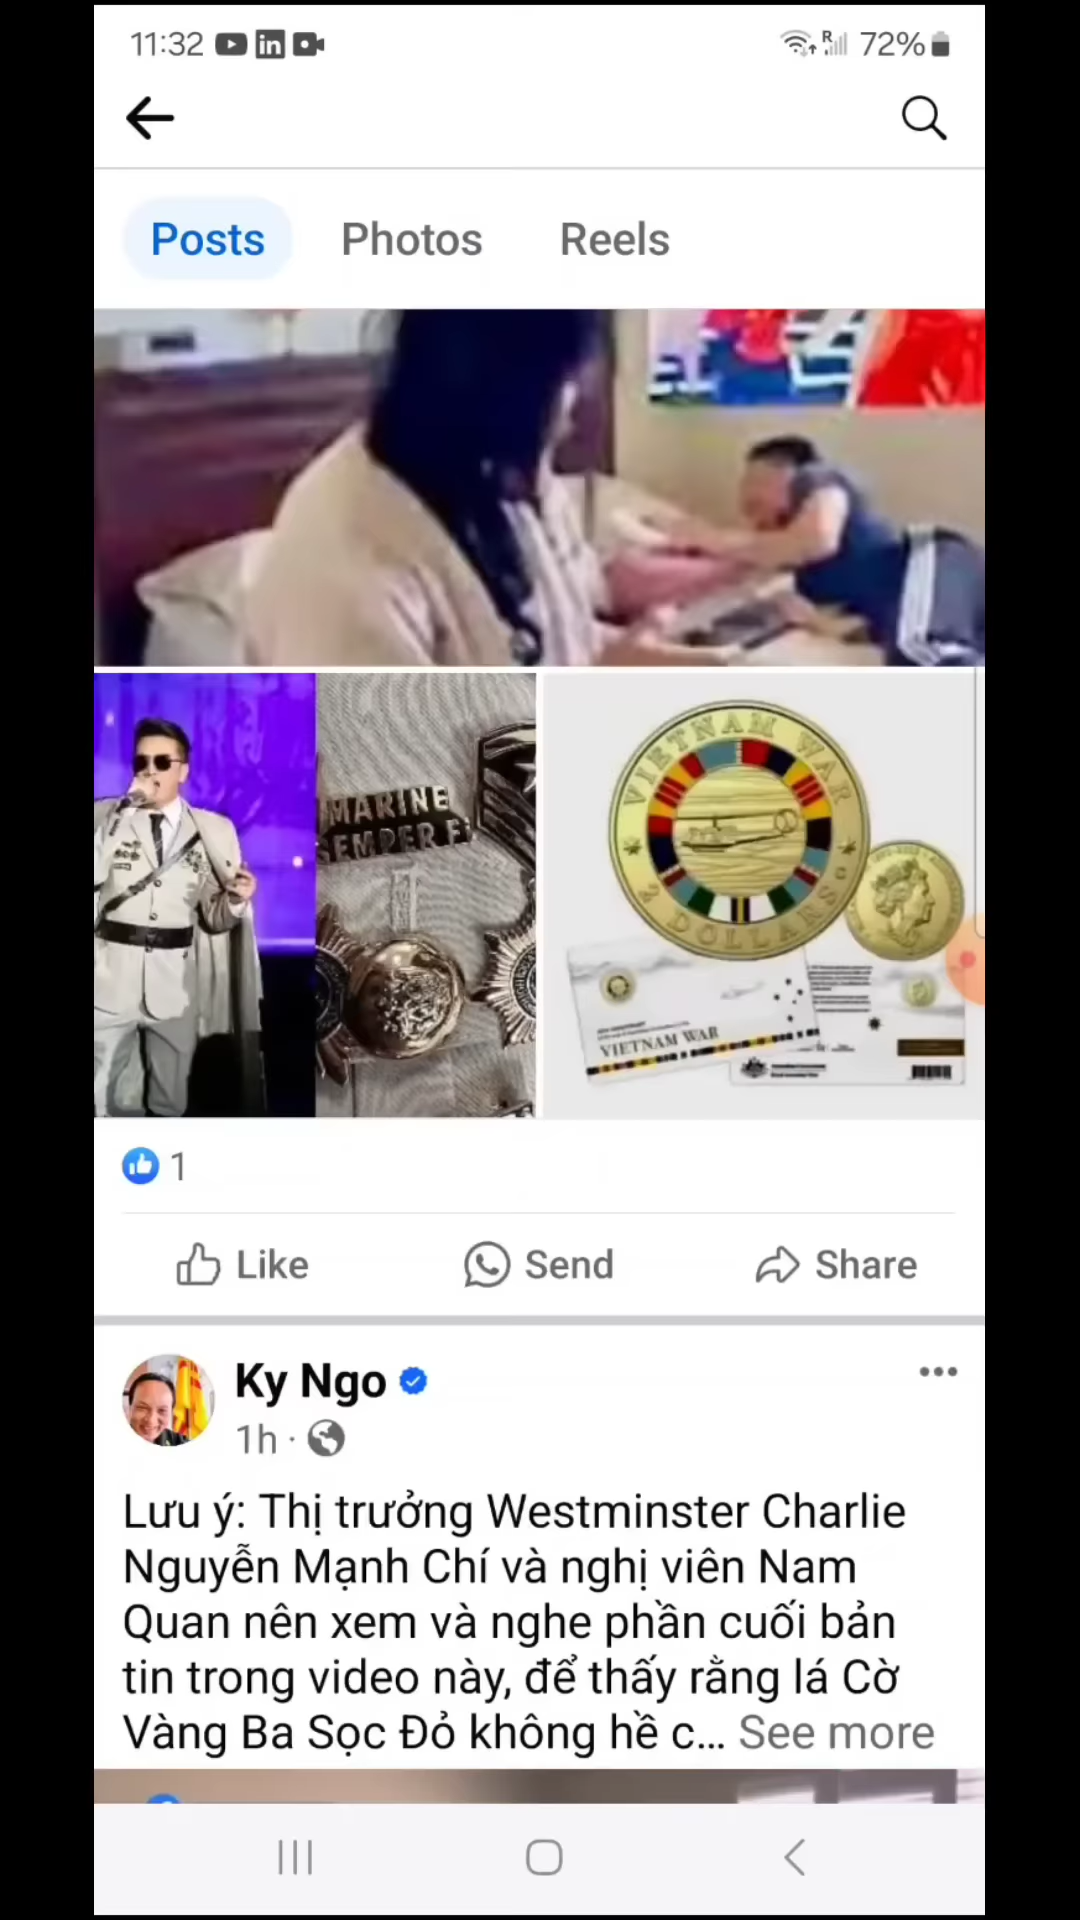 11:32
R
72%
Posts
Photos
Reels
MARINE
SEMPER FI
VIETNAM WAR
2 DOLLARS
VIETNAM WAR
1
Like
Send
Share
Ky Ngo
1h ·
Lưu ý: Thị trưởng Westminster Charlie
Nguyễn Mạnh Chí và nghị viên Nam
Quan nên xem và nghe phần cuối bản
tin trong video này, để thấy rằng lá Cờ
Vàng Ba Sọc Đỏ không hề c... See more